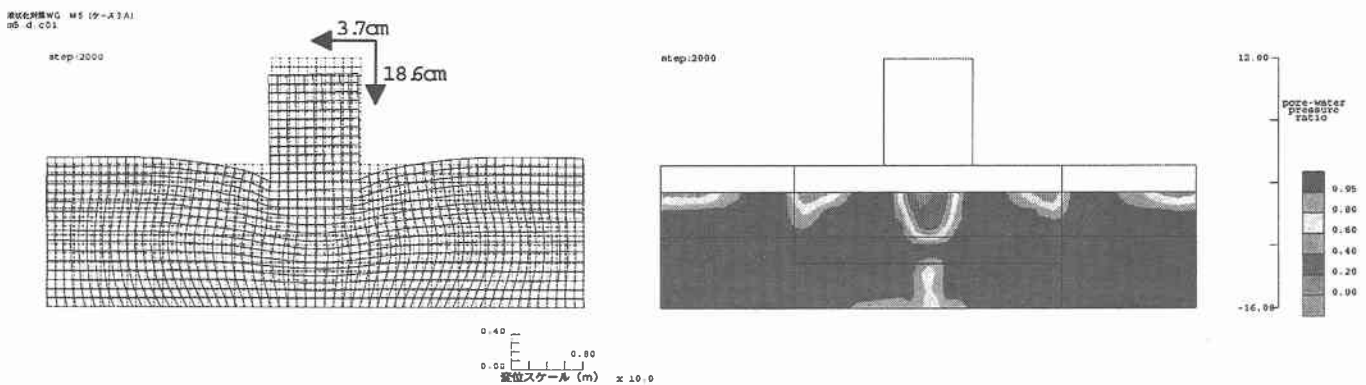 液状化対策WG M5 (ケース3A)
m5.d.c01
step:2000
3.7cm
18.6cm
step:2000
12.00
-16.00
pore-water
pressure
ratio
0.95
0.80
0.60
0.40
0.20
0.00
0.40
0.00
0.80
変位スケール (m) x 10.0